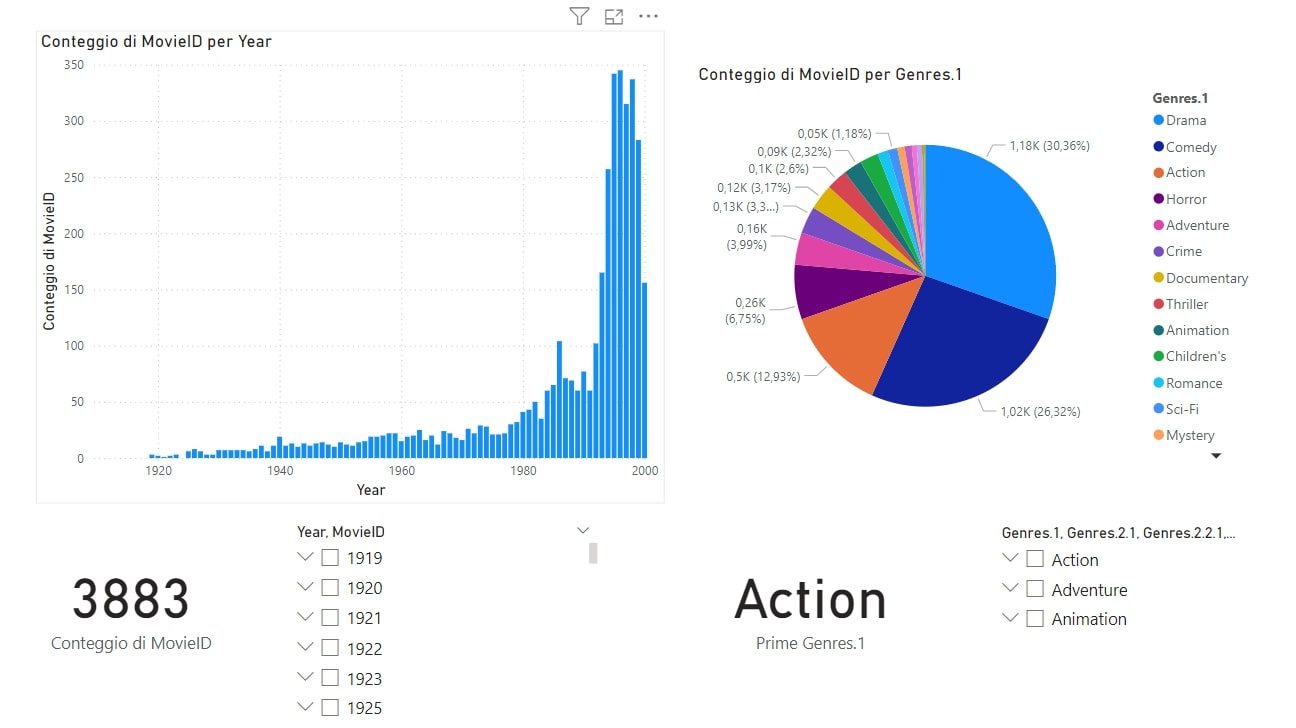 Conteggio di MovieID per Year
Conteggio di MovieID
350
300
250
200
150
100
50
0
1920
1940
1960
1980
2000
Year
Conteggio di MovieID per Genres.1
0,05K (1,18%)
0,09K (2,32%)
0,1K (2,6%)
0,12K (3,17%)
0,13K (3,3...)
0,16K
(3,99%)
0,26K
(6,75%)
0,5K (12,93%)
1,18K (30,36%)
1,02K (26,32%)
Genres.1
Drama
Comedy
Action
Horror
Adventure
Crime
Documentary
Thriller
Animation
Children's
Romance
Sci-Fi
Mystery
3883
Conteggio di MovieID
Year, MovieID
1919
1920
1921
1922
1923
1925
Action
Prime Genres.1
Genres.1, Genres.2.1, Genres.2.2.1,...
Action
Adventure
Animation